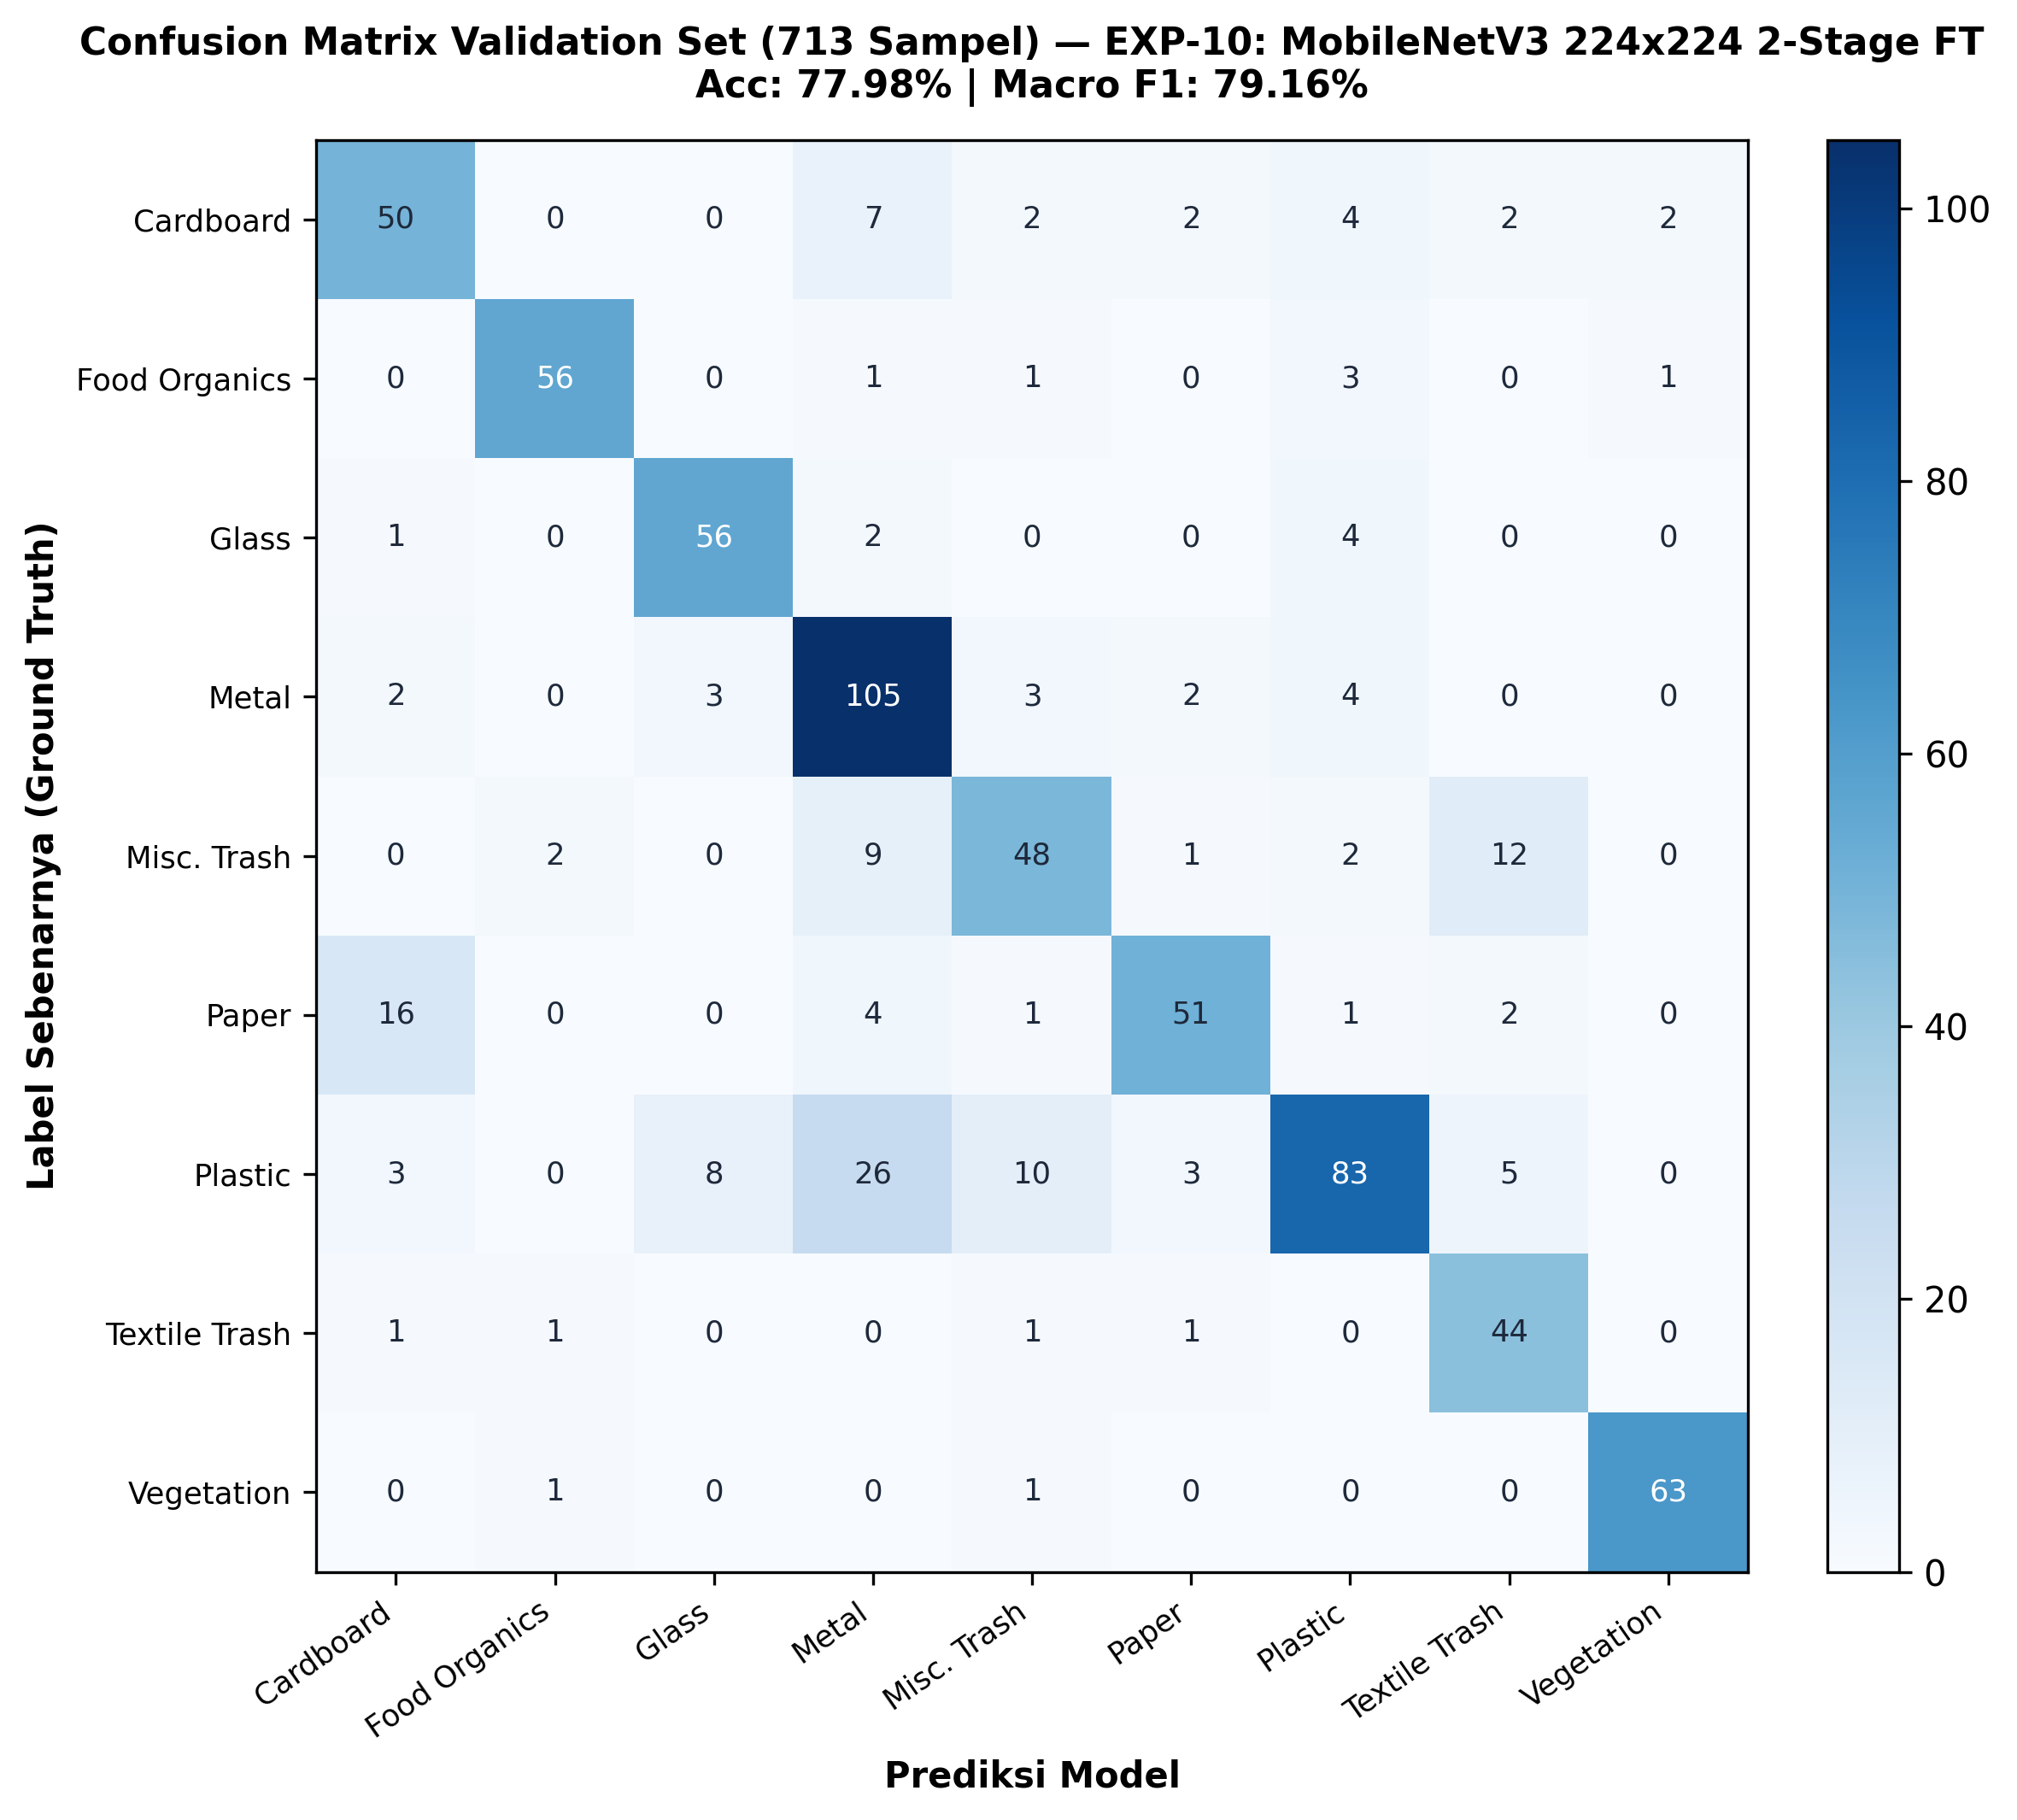 Confusion Matrix Validation Set (713 Sampel) — EXP-10: MobileNetV3 224x224 2-Stage FT
Acc: 77.98% | Macro F1: 79.16%
Label Sebenarnya (Ground Truth)
Cardboard 50 0 0 7 2 2 4 2 2
Food Organics 0 56 0 1 1 0 3 0 1
Glass 1 0 56 2 0 0 4 0 0
Metal 2 0 3 105 3 2 4 0 0
Misc. Trash 0 2 0 9 48 1 2 12 0
Paper 16 0 0 4 1 51 1 2 0
Plastic 3 0 8 26 10 3 83 5 0
Textile Trash 1 1 0 0 1 1 0 44 0
Vegetation 0 1 0 0 1 0 0 0 63
Cardboard Food Organics Glass Metal Misc. Trash Paper Plastic Textile Trash Vegetation
Prediksi Model
100
80
60
40
20
0